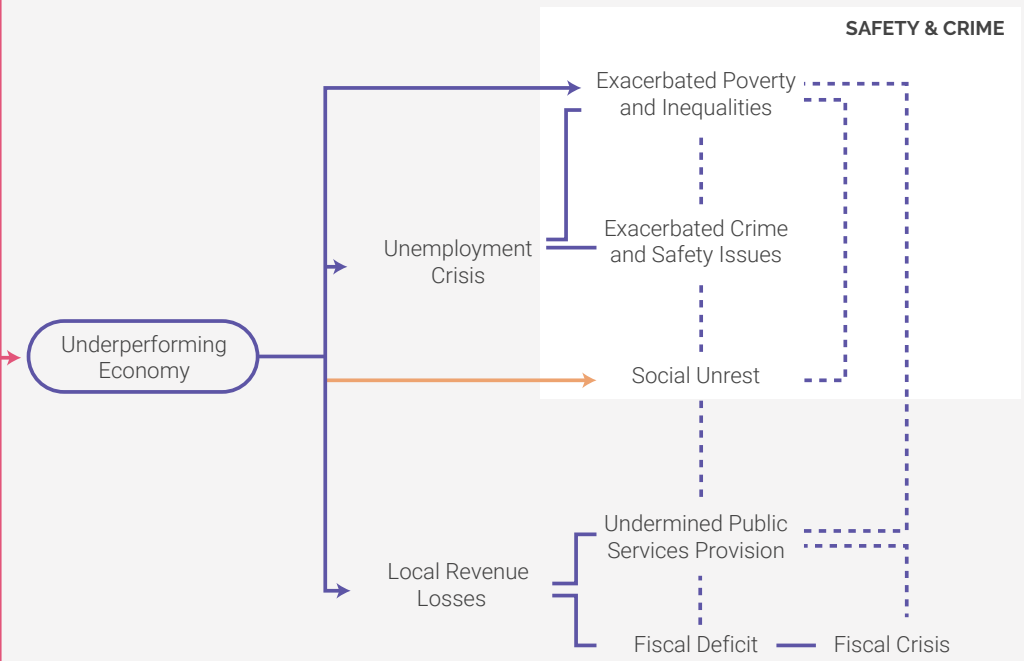 SAFETY & CRIME
Exacerbated Poverty
and Inequalities
Exacerbated Crime
and Safety Issues
Unemployment
Crisis
Underperforming
Economy
Social Unrest
Undermined Public
Services Provision
Local Revenue
Losses
Fiscal Deficit
Fiscal Crisis